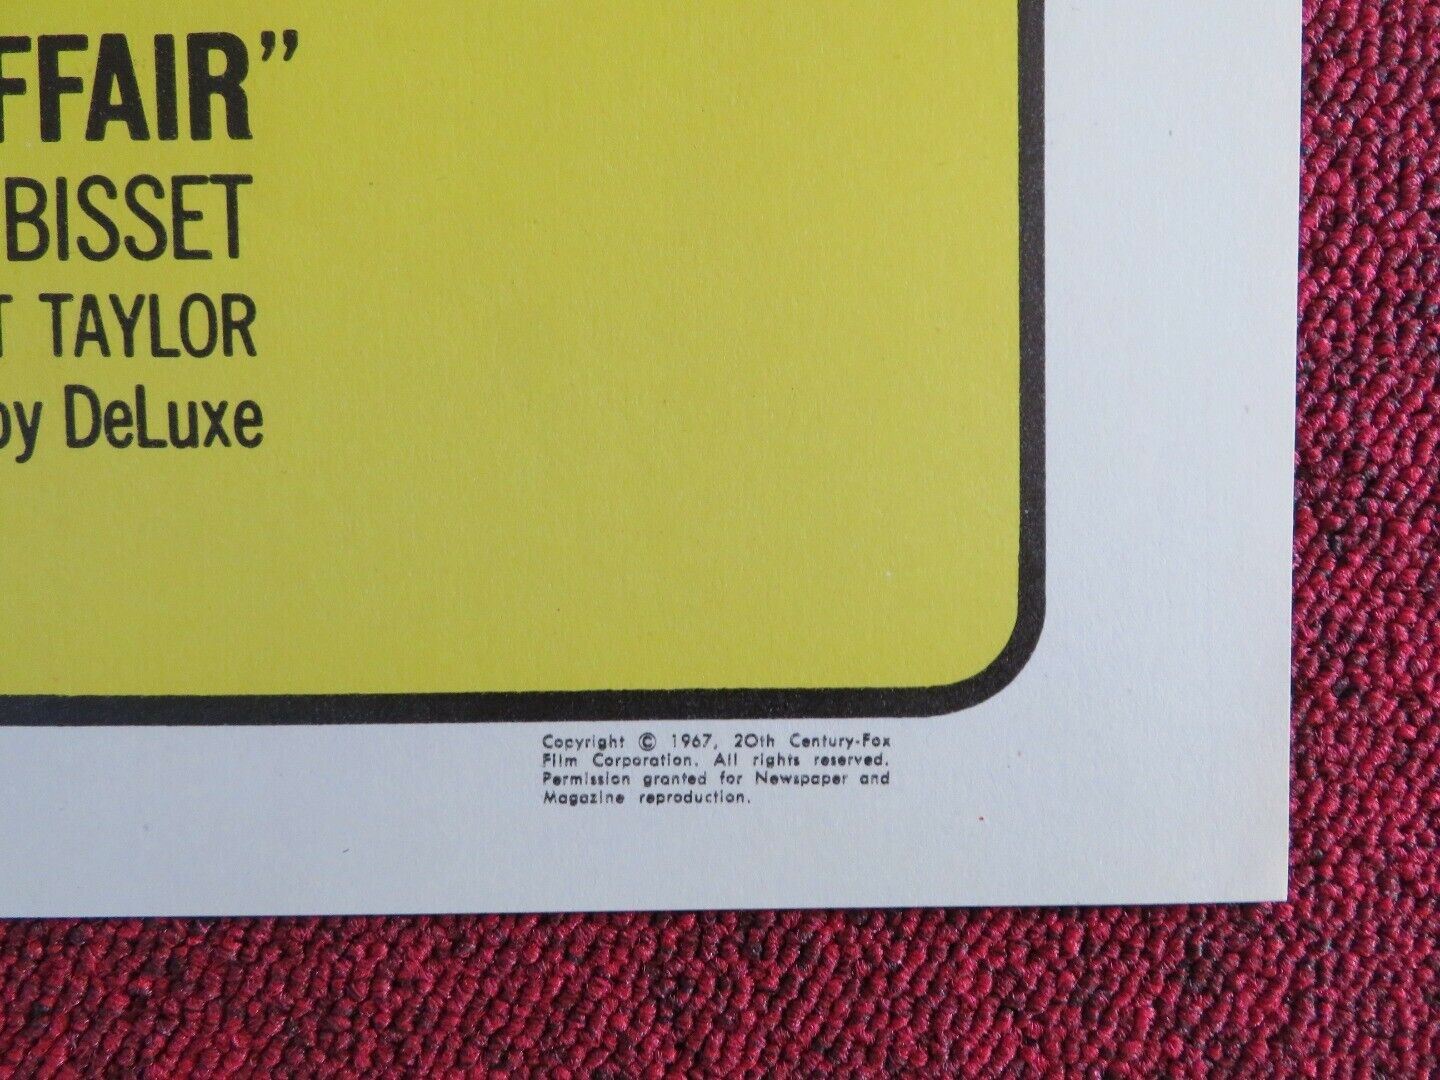 FFAIR”
BISSET
T TAYLOR
by DeLuxe
Copyright © 1967, 20th Century-Fox
Film Corporation. All rights reserved.
Permission granted for Newspaper and
Magazine reproduction.